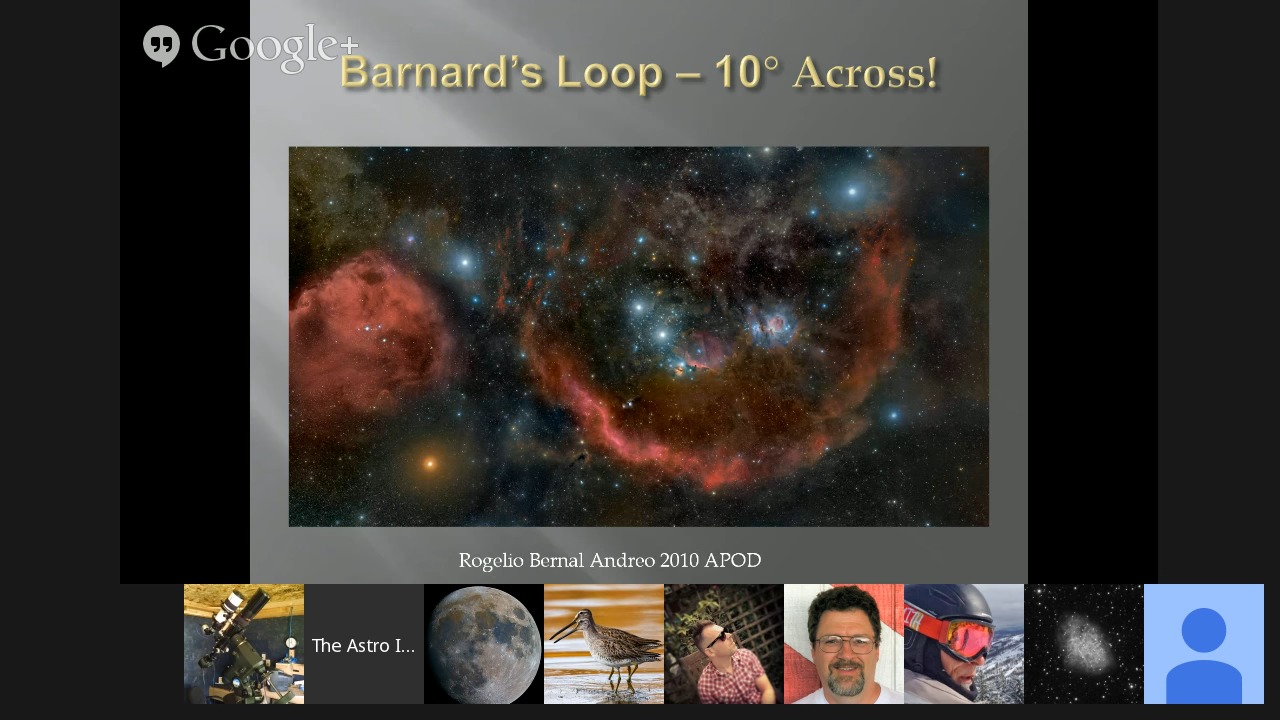 Google+
Barnard's Loop – 10° Across!
Rogelio Bernal Andreo 2010 APOD
The Astro I...